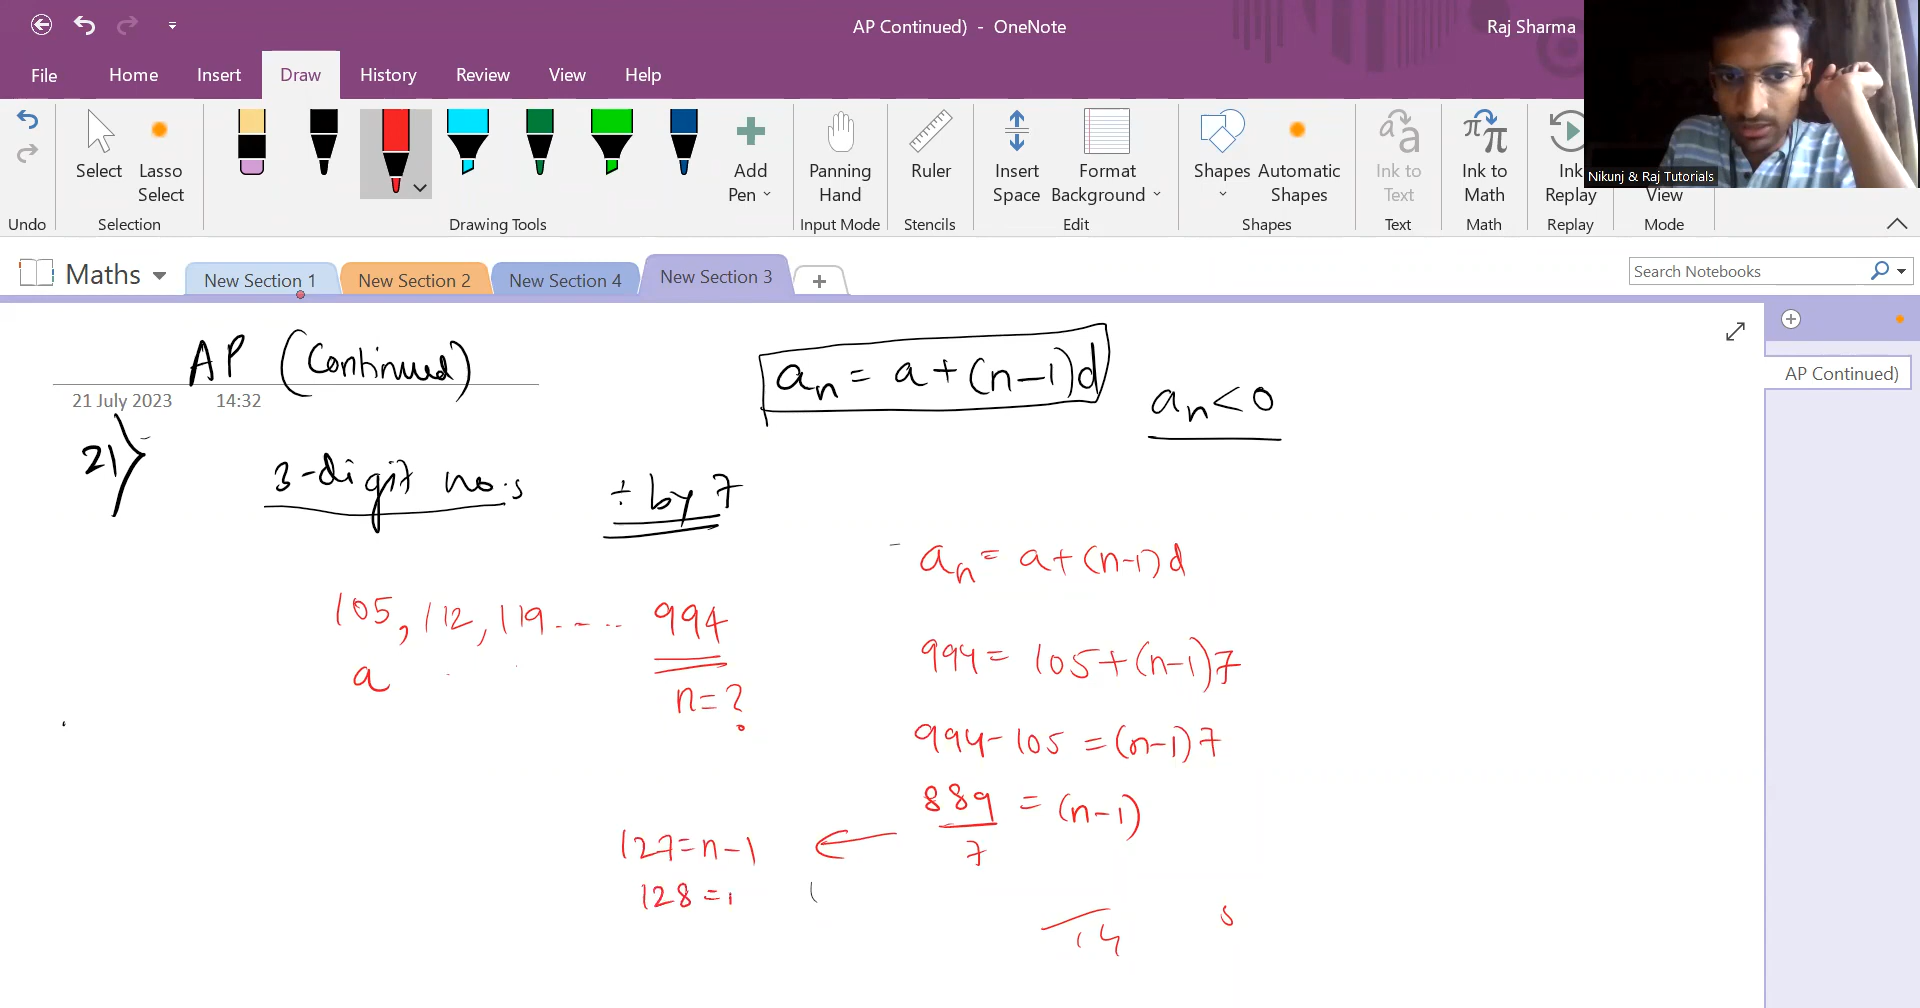 AP Continued) - OneNote
Raj Sharma
File Home Insert Draw History Review View Help
Select
Lasso Select
Add Pen
Panning Hand
Ruler
Insert Space
Format Background
Shapes
Automatic Shapes
Ink to Text
Ink to Math
Ink Replay
View
Nikunj & Raj Tutorials
Undo Selection Drawing Tools Input Mode Stencils Edit Shapes Text Math Replay Mode
Maths New Section 1 New Section 2 New Section 4 New Section 3
Search Notebooks
AP Continued)
AP (Continued)
21 July 2023 14:32
aₙ = a+(n-1)d
aₙ<0
21)
3-digit no.s ÷ by 7
aₙ = a+(n-1)d
105, 112, 119 ..... 994
a
n=?
994= 105+(n-1)7
994-105 =(n-1)7
889/7 = (n-1)
127=n-1
128=
14